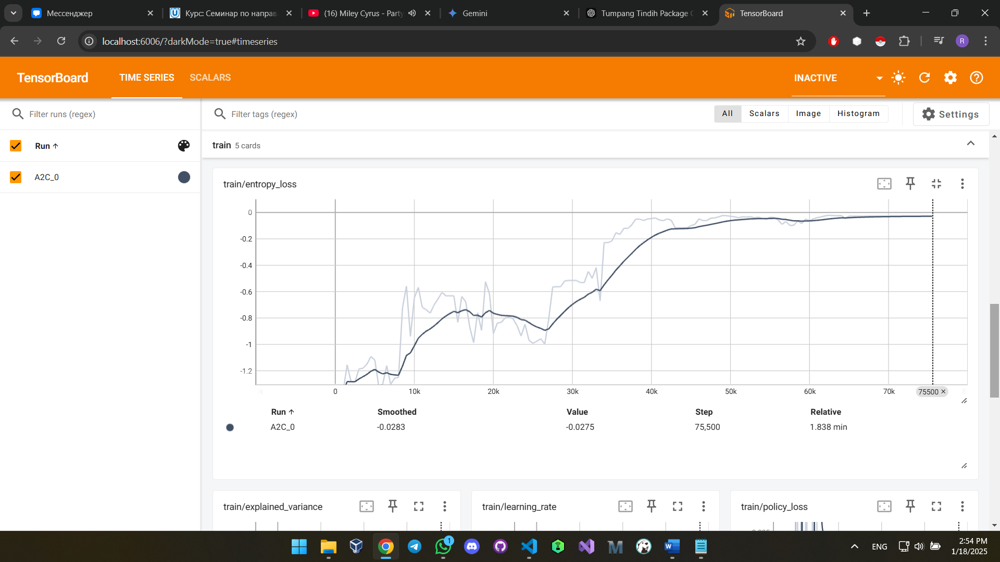 Мессенджер
Курс: Семинар по направ
(16) Miley Cyrus - Party
Gemini
Tumpang Tindih Package C
TensorBoard
localhost:6006/?darkMode=true#timeseries
R
TensorBoard
TIME SERIES
SCALARS
INACTIVE
Filter runs (regex)
Filter tags (regex)
All
Scalars
Image
Histogram
Settings
Run ↑
A2C_0
train 5 cards
train/entropy_loss
0
-0.2
-0.4
-0.6
-0.8
-1
-1.2
0
10k
20k
30k
40k
50k
60k
70k
75500 ×
Run ↑ Smoothed Value Step Relative
A2C_0 -0.0283 -0.0275 75,500 1.838 min
train/explained_variance
train/learning_rate
train/policy_loss
1
ENG
2:54 PM
1/18/2025